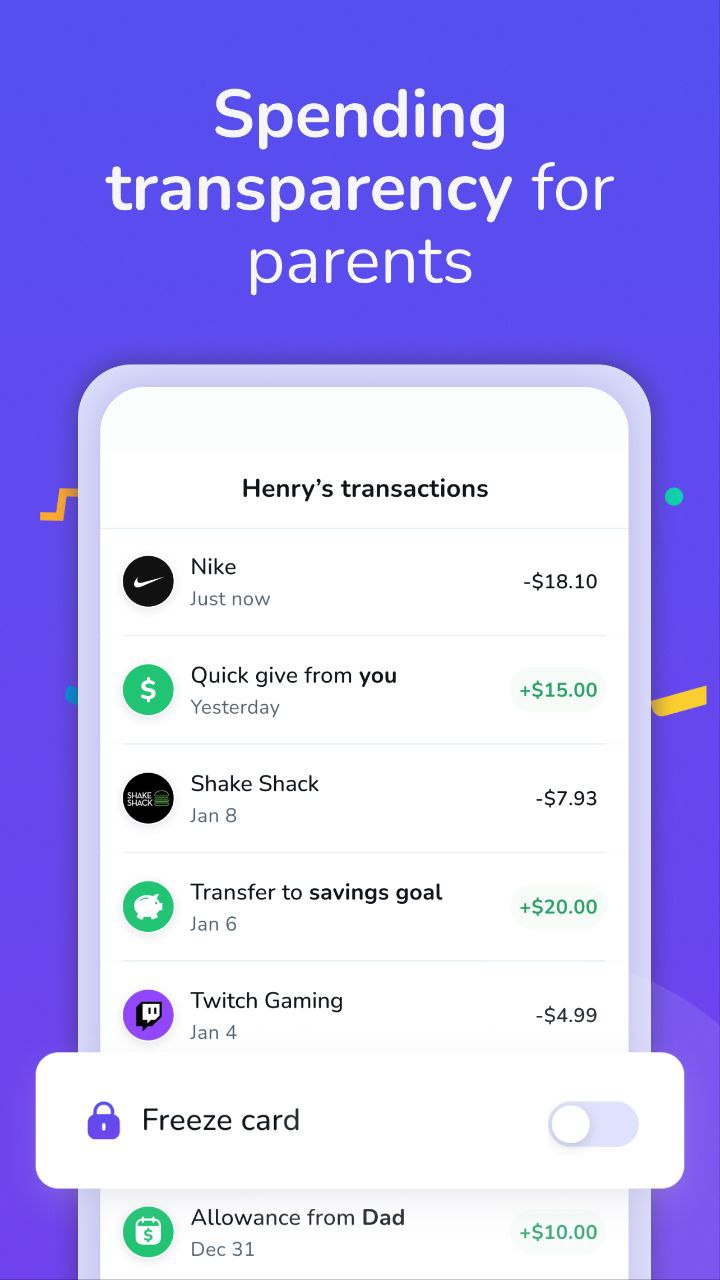 Spending
transparency for
parents
Henry’s transactions
Nike
-$18.10
Just now
$
Quick give from you
+$15.00
Yesterday
SHAKE
SHACK
Shake Shack
-$7.93
Jan 8
Transfer to savings goal
+$20.00
Jan 6
Twitch Gaming
-$4.99
Jan 4
Freeze card
$
Allowance from Dad
+$10.00
Dec 31